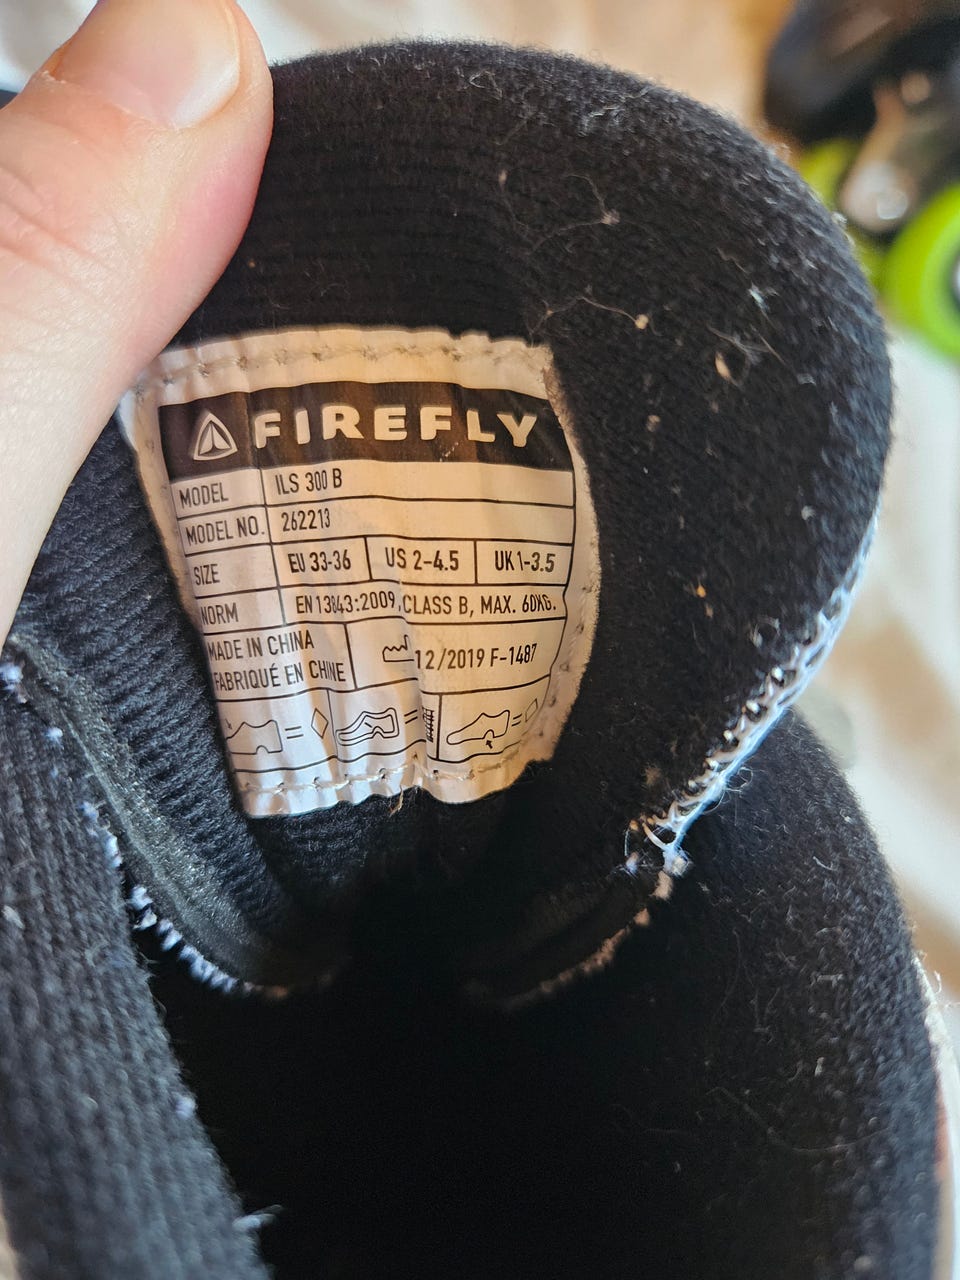 FIREFLY
MODEL ILS 300 B
MODEL NO. 262213
SIZE EU 33-36 US 2-4.5 UK 1-3.5
NORM EN 13843:2009, CLASS B, MAX. 60KG.
MADE IN CHINA
FABRIQUÉ EN CHINE
12/2019 F-1487